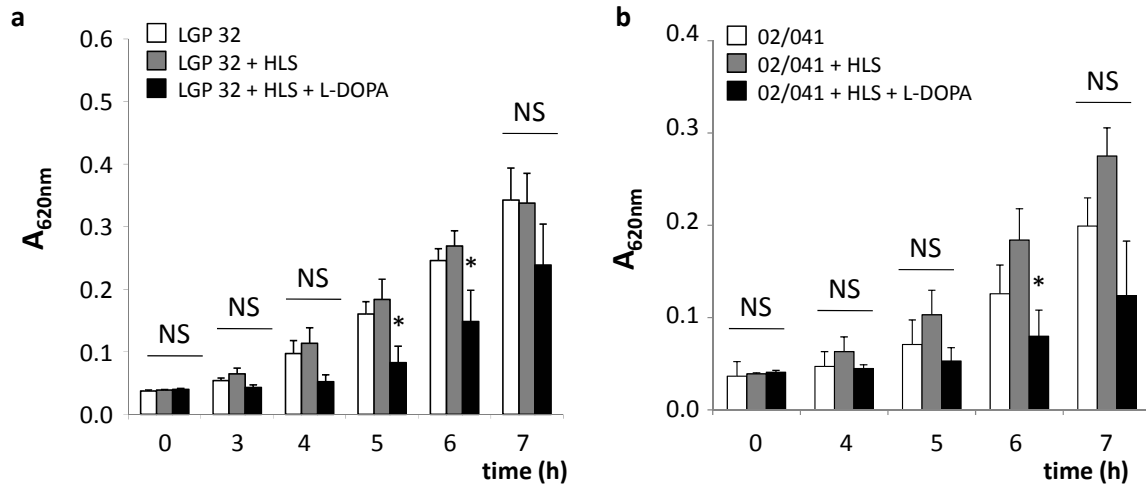 a
LGP 32
LGP 32 + HLS
LGP 32 + HLS + L-DOPA
0.6
0.5
0.4
0.3
0.2
0.1
0.0
A620nm
NS
NS
NS
*
*
NS
0 3 4 5 6 7
time (h)
b
02/041
02/041 + HLS
02/041 + HLS + L-DOPA
0.4
0.3
0.2
0.1
0.0
A620nm
NS
NS
NS
*
NS
0 4 5 6 7
time (h)